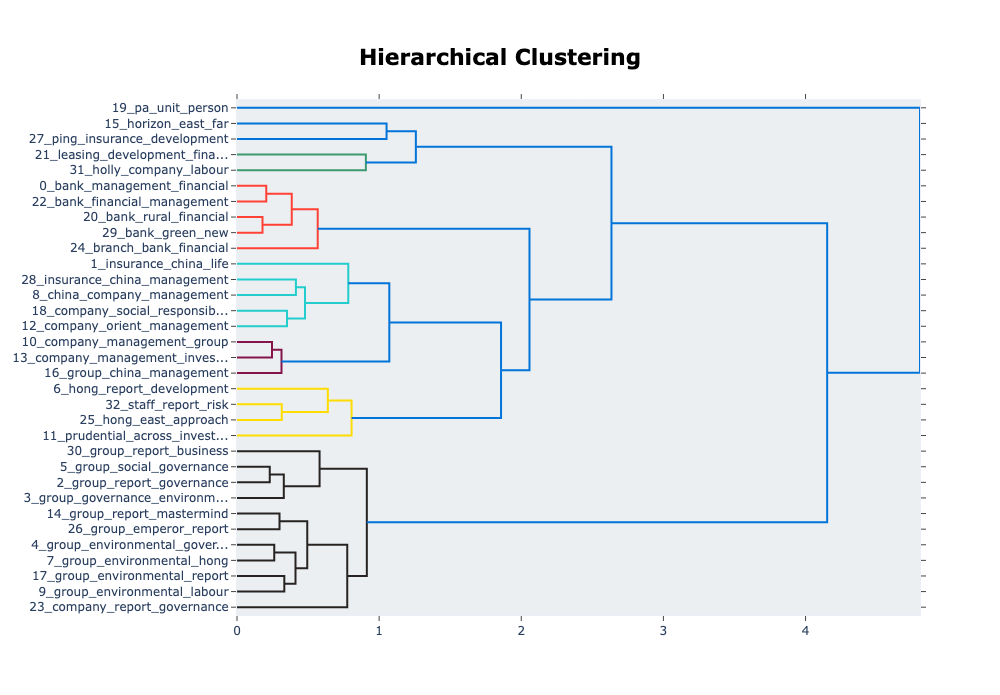 Hierarchical Clustering
19_pa_unit_person
15_horizon_east_far
27_ping_insurance_development
21_leasing_development_fina...
31_holly_company_labour
0_bank_management_financial
22_bank_financial_management
20_bank_rural_financial
29_bank_green_new
24_branch_bank_financial
1_insurance_china_life
28_insurance_china_management
8_china_company_management
18_company_social_responsib...
12_company_orient_management
10_company_management_group
13_company_management_inves...
16_group_china_management
6_hong_report_development
32_staff_report_risk
25_hong_east_approach
11_prudential_across_invest...
30_group_report_business
5_group_social_governance
2_group_report_governance
3_group_governance_environm...
14_group_report_mastermind
26_group_emperor_report
4_group_environmental_gover...
7_group_environmental_hong
17_group_environmental_report
9_group_environmental_labour
23_company_report_governance
0 1 2 3 4